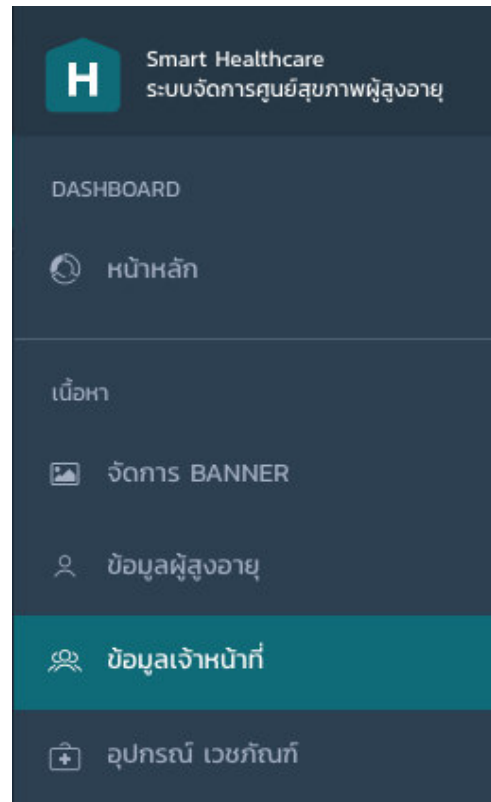 H
Smart Healthcare
ระบบจัดการศูนย์สุขภาพผู้สูงอายุ
DASHBOARD
หน้าหลัก
เนื้อหา
จัดการ BANNER
ข้อมูลผู้สูงอายุ
ข้อมูลเจ้าหน้าที่
อุปกรณ์ เวชภัณฑ์